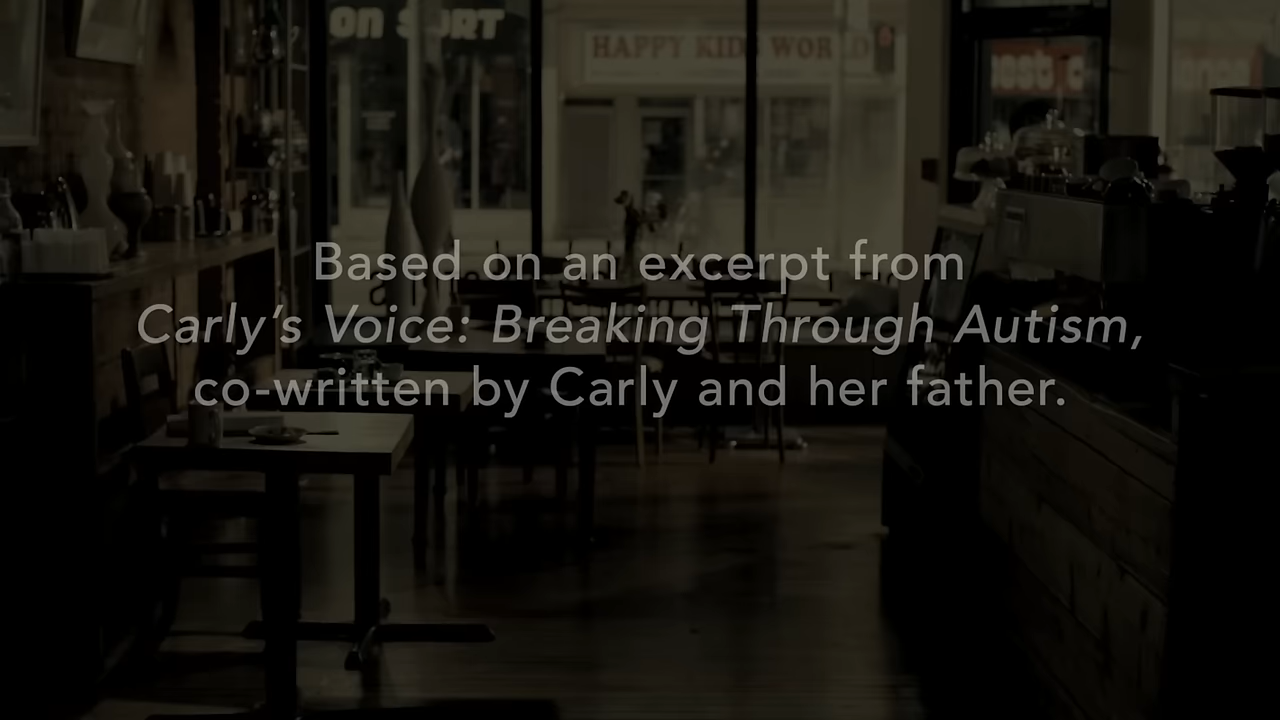 HAPPY KIDS WORLD
Based on an excerpt from
Carly's Voice: Breaking Through Autism,
co-written by Carly and her father.